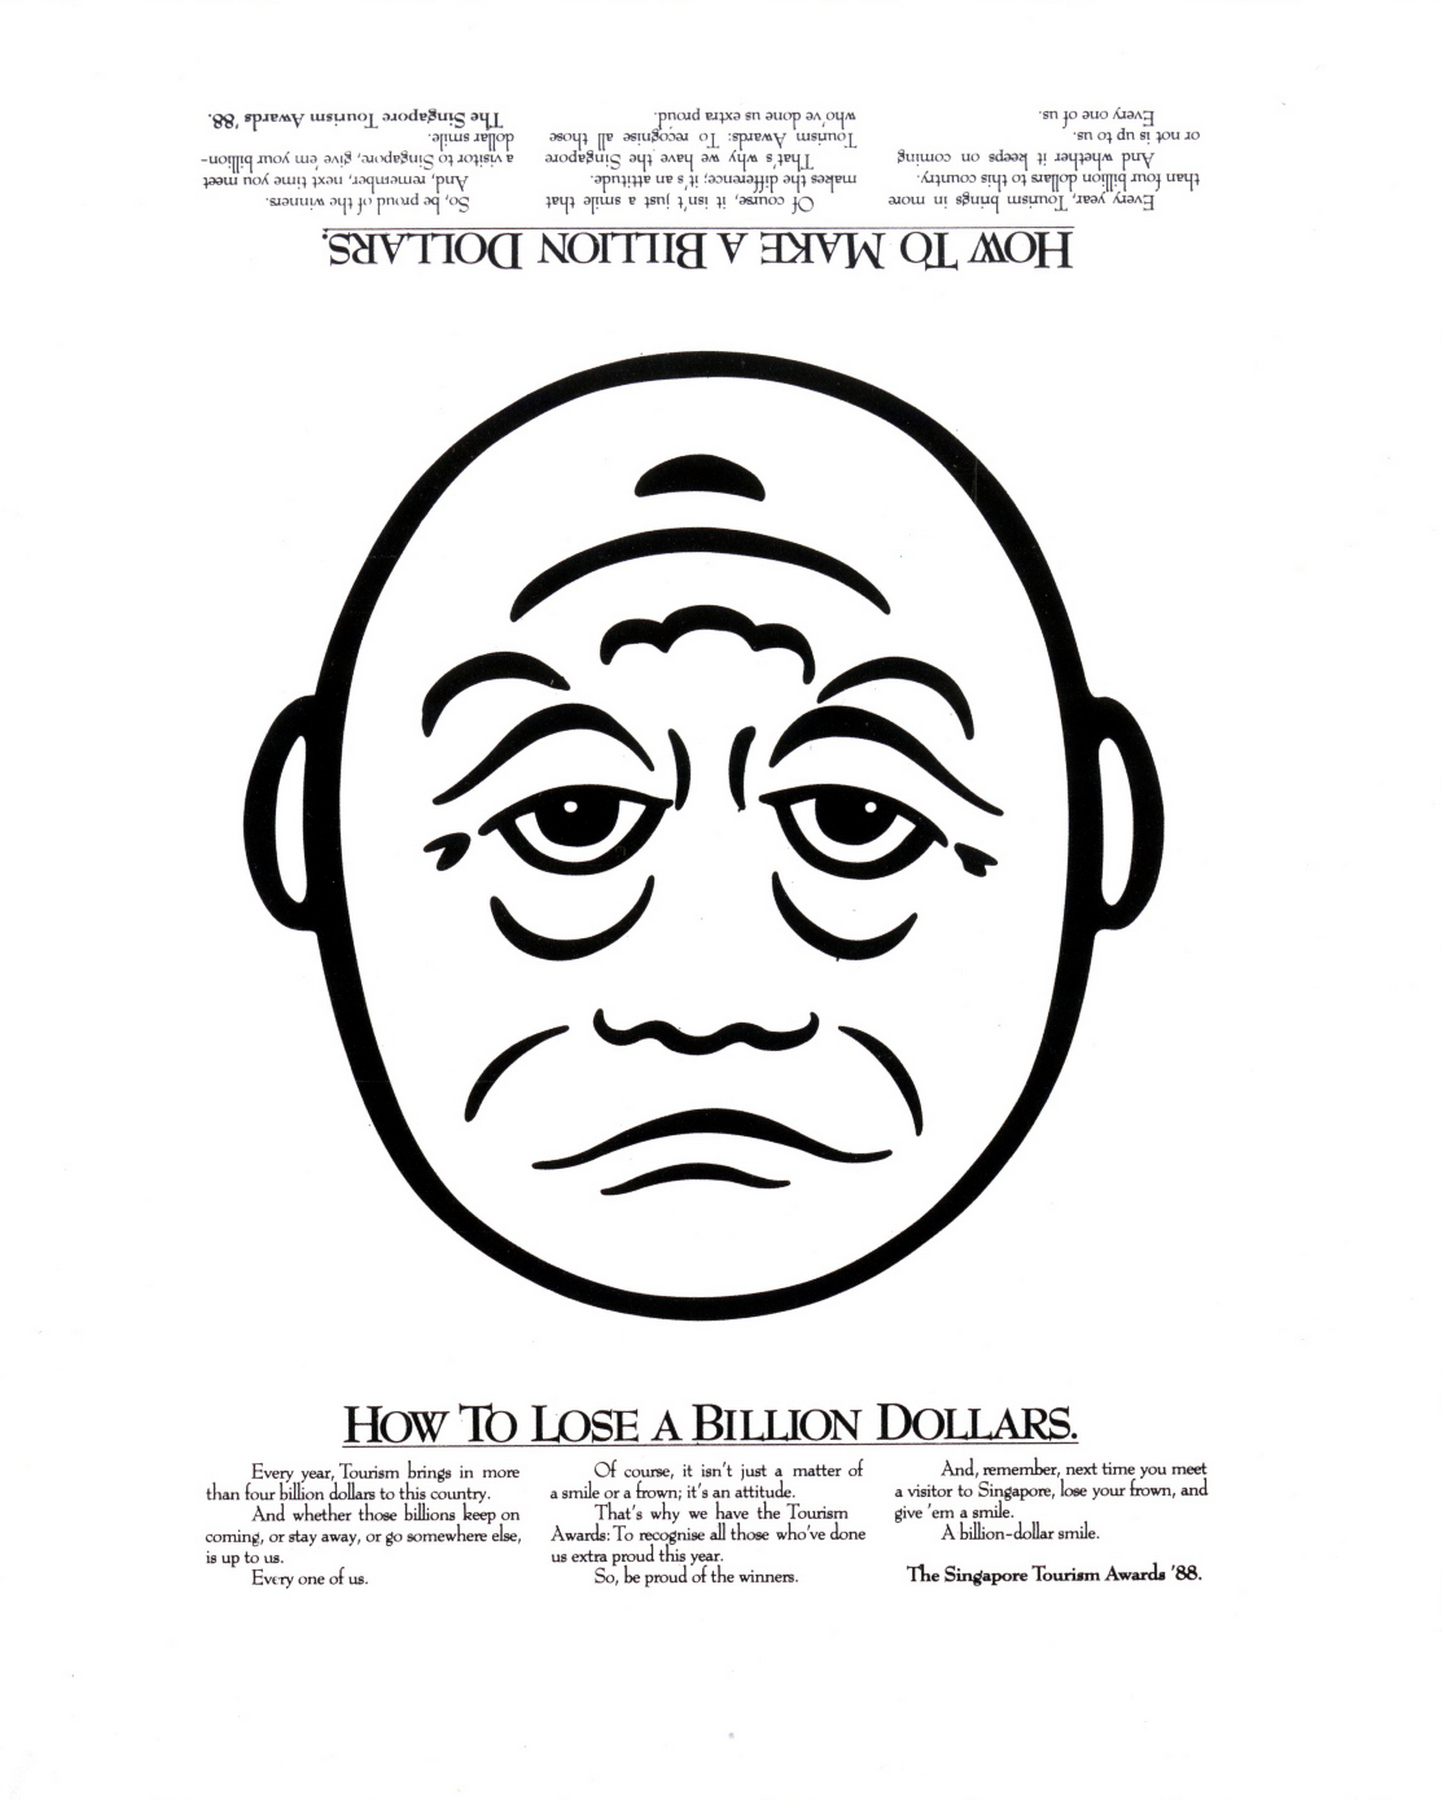 HOW TO MAKE A BILLION DOLLARS.
Every year, Tourism brings in more
than four billion dollars to this country.
And whether it keeps on coming
or not is up to us.
Every one of us.
Of course, it isn't just a smile that
makes the difference; it's an attitude.
That's why we have the Singapore
Tourism Awards: To recognise all those
who've done us extra proud.
So, be proud of the winners.
And, remember, next time you meet
a visitor to Singapore, give 'em your billion-
dollar smile.
The Singapore Tourism Awards '88.
HOW TO LOSE A BILLION DOLLARS.
Every year, Tourism brings in more
than four billion dollars to this country.
And whether those billions keep on
coming, or stay away, or go somewhere else,
is up to us.
Every one of us.
Of course, it isn't just a matter of
a smile or a frown; it's an attitude.
That's why we have the Tourism
Awards: To recognise all those who've done
us extra proud this year.
So, be proud of the winners.
And, remember, next time you meet
a visitor to Singapore, lose your frown, and
give 'em a smile.
A billion-dollar smile.
The Singapore Tourism Awards '88.